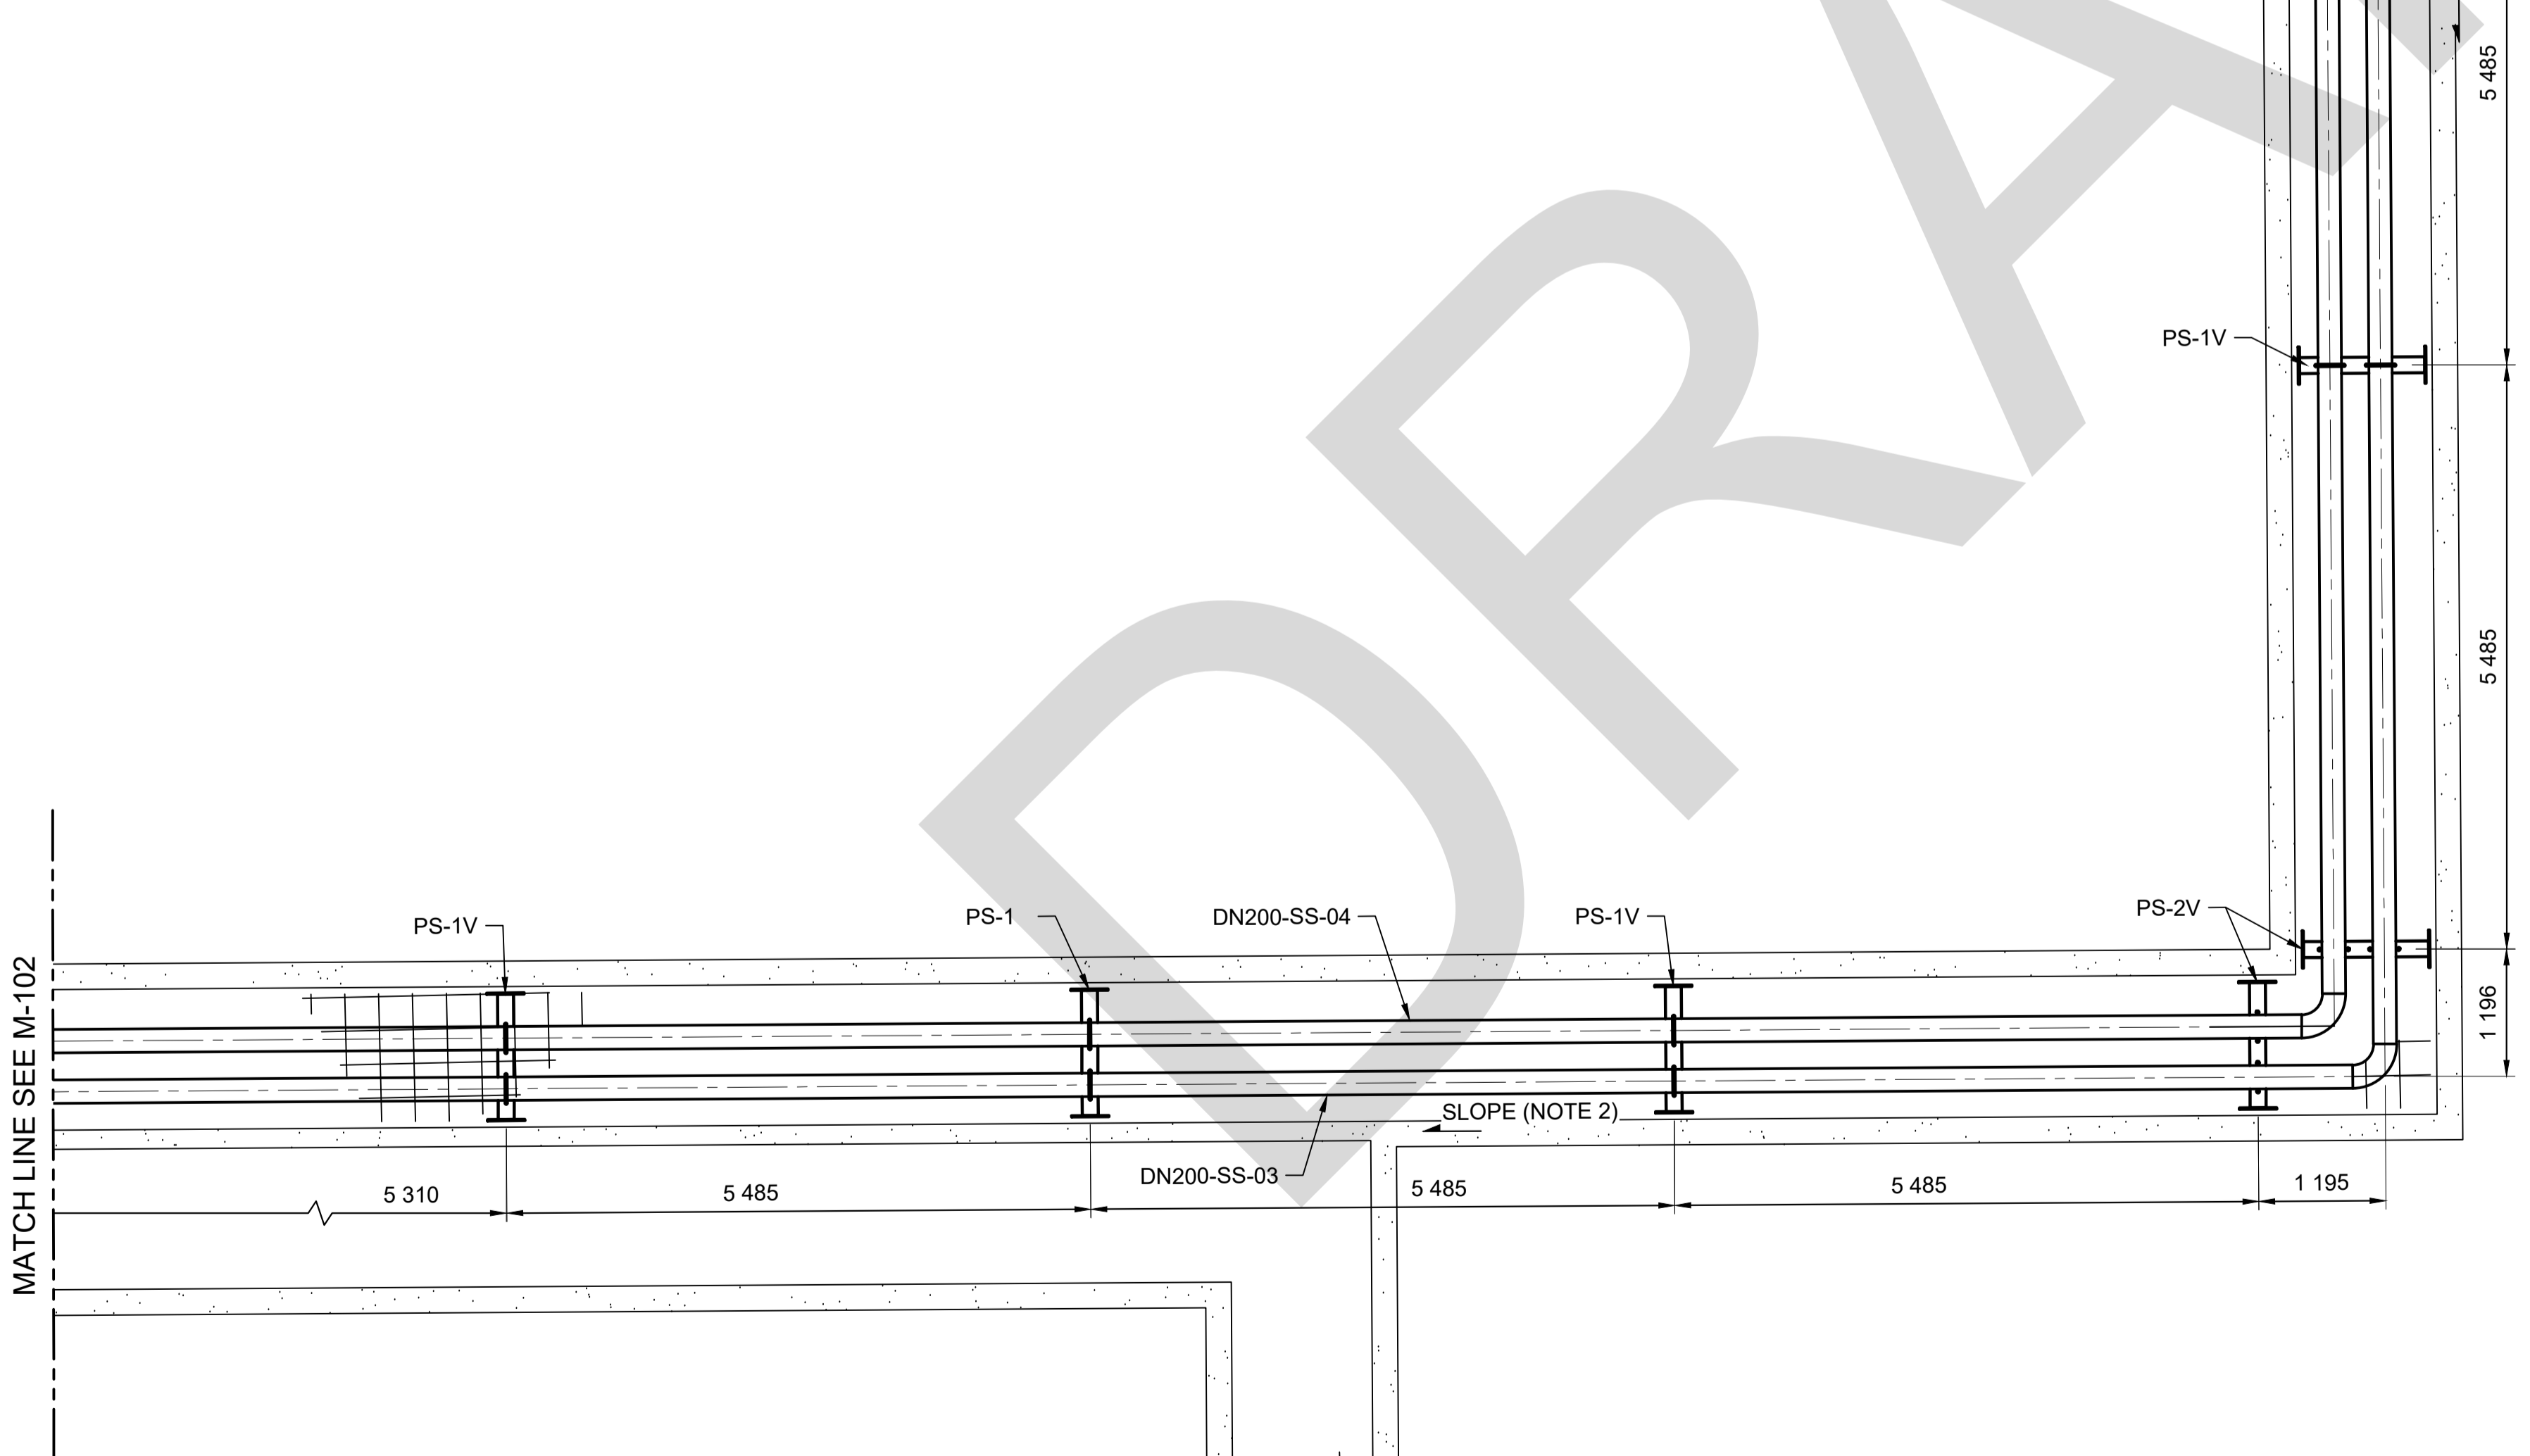 5 485
PS-1V
5 485
PS-1V
PS-1
DN200-SS-04
PS-1V
PS-2V
1 196
MATCH LINE SEE M-102
SLOPE (NOTE 2)
DN200-SS-03
5 310
5 485
5 485
5 485
1 195
DRA